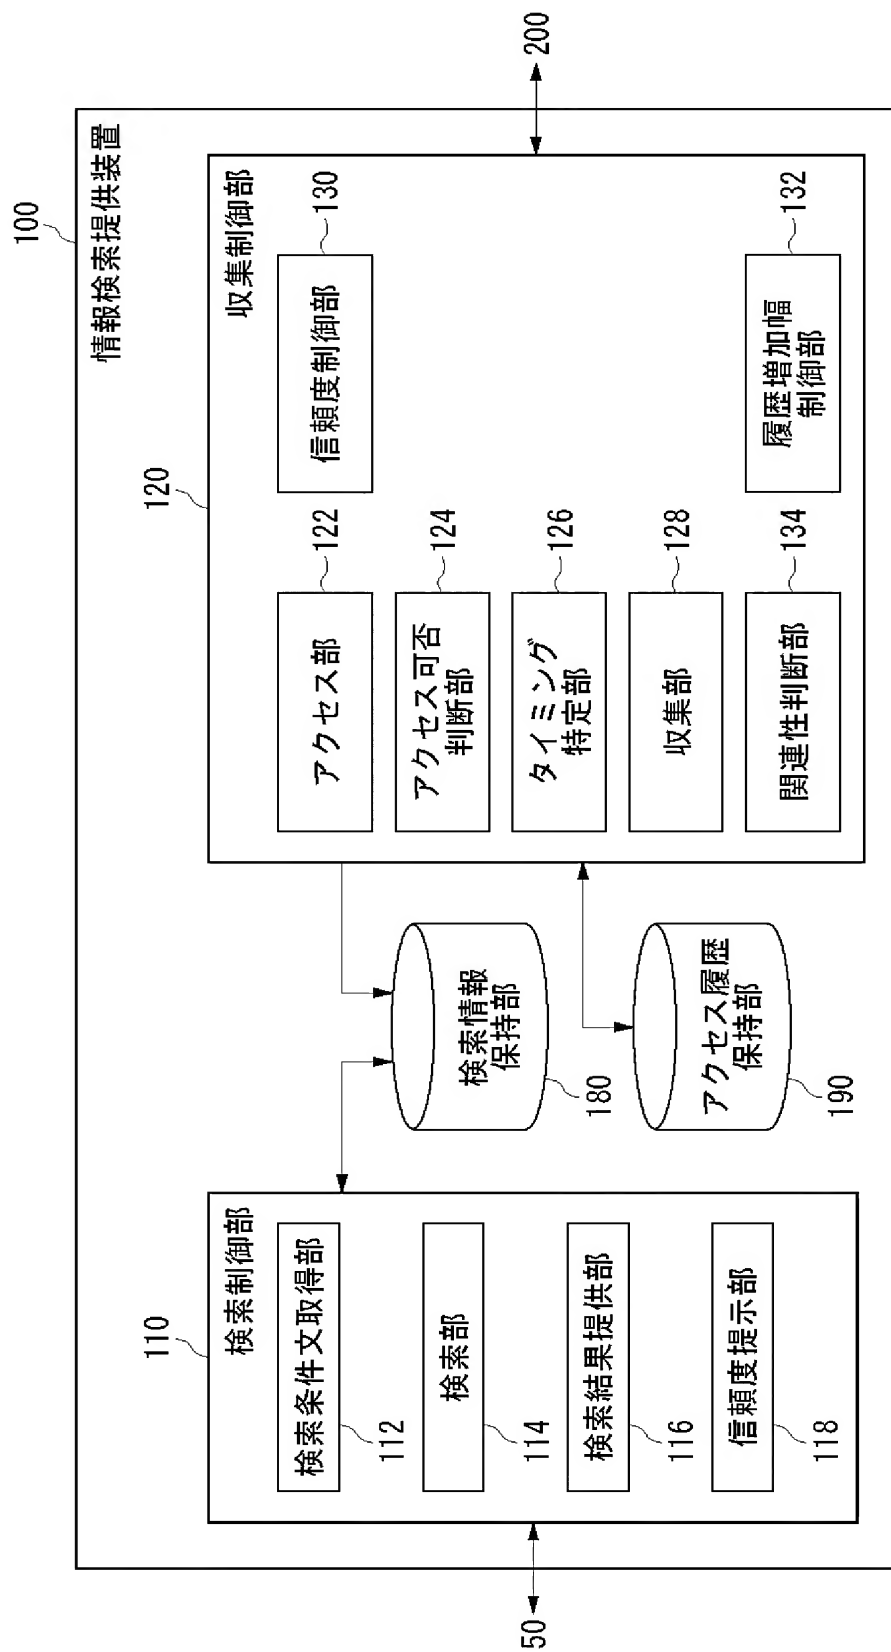 100
情報検索提供装置
110
検索制御部
検索条件文取得部
112
検索部
114
検索結果提供部
116
信頼度提示部
118
50
検索情報
保持部
180
アクセス履歴
保持部
190
120
収集制御部
アクセス部
122
アクセス可否
判断部
124
タイミング
特定部
126
収集部
128
関連性判断部
134
信頼度制御部
130
履歴増加幅
制御部
132
200